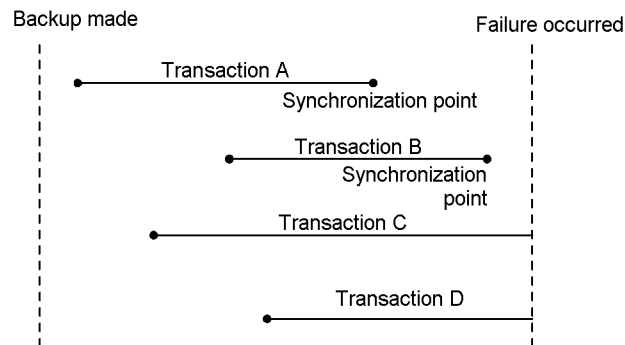 Backup made
Failure occurred
Transaction A
Synchronization point
Transaction B
Synchronization
point
Transaction C
Transaction D